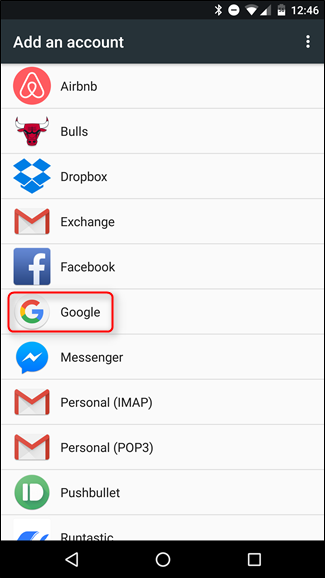 12:46
Add an account
Airbnb
Bulls
Dropbox
Exchange
Facebook
Google
Messenger
Personal (IMAP)
Personal (POP3)
Pushbullet
Runtastic